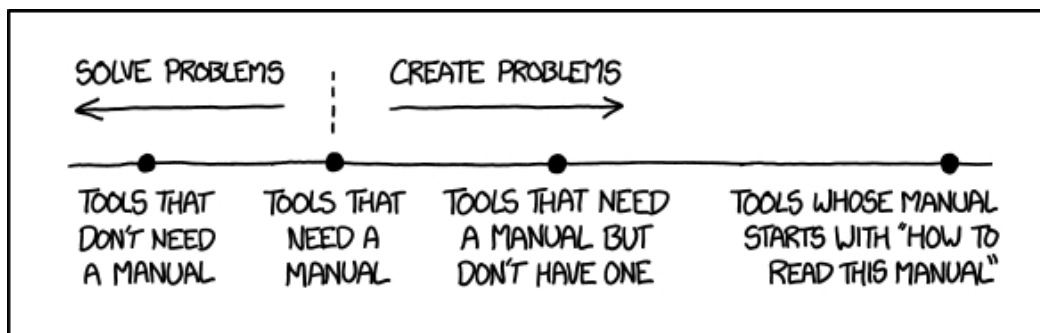 SOLVE PROBLEMS
CREATE PROBLEMS
TOOLS THAT
DON'T NEED
A MANUAL
TOOLS THAT
NEED A
MANUAL
TOOLS THAT NEED
A MANUAL BUT
DON'T HAVE ONE
TOOLS WHOSE MANUAL
STARTS WITH "HOW TO
READ THIS MANUAL"